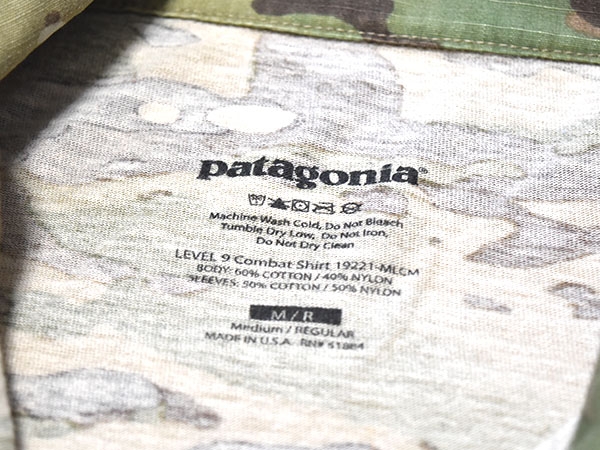 patagonia®
Machine Wash Cold, Do Not Bleach
Tumble Dry Low, Do Not Iron,
Do Not Dry Clean
LEVEL 9 Combat Shirt 19221-MLCM
BODY: 60% COTTON / 40% NYLON
SLEEVES: 50% COTTON / 50% NYLON
M / R
Medium / REGULAR
MADE IN U.S.A. RN# 51884